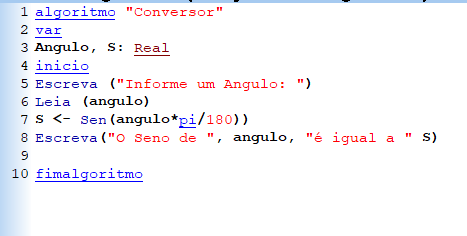 1 algoritmo "Conversor"
2 var
3 Angulo, S: Real
4 inicio
5 Escreva ("Informe um Angulo: ")
6 Leia (angulo)
7 S <- Sen(angulo*pi/180))
8 Escreva("O Seno de ", angulo, "é igual a " S)
9
10 fimalgoritmo